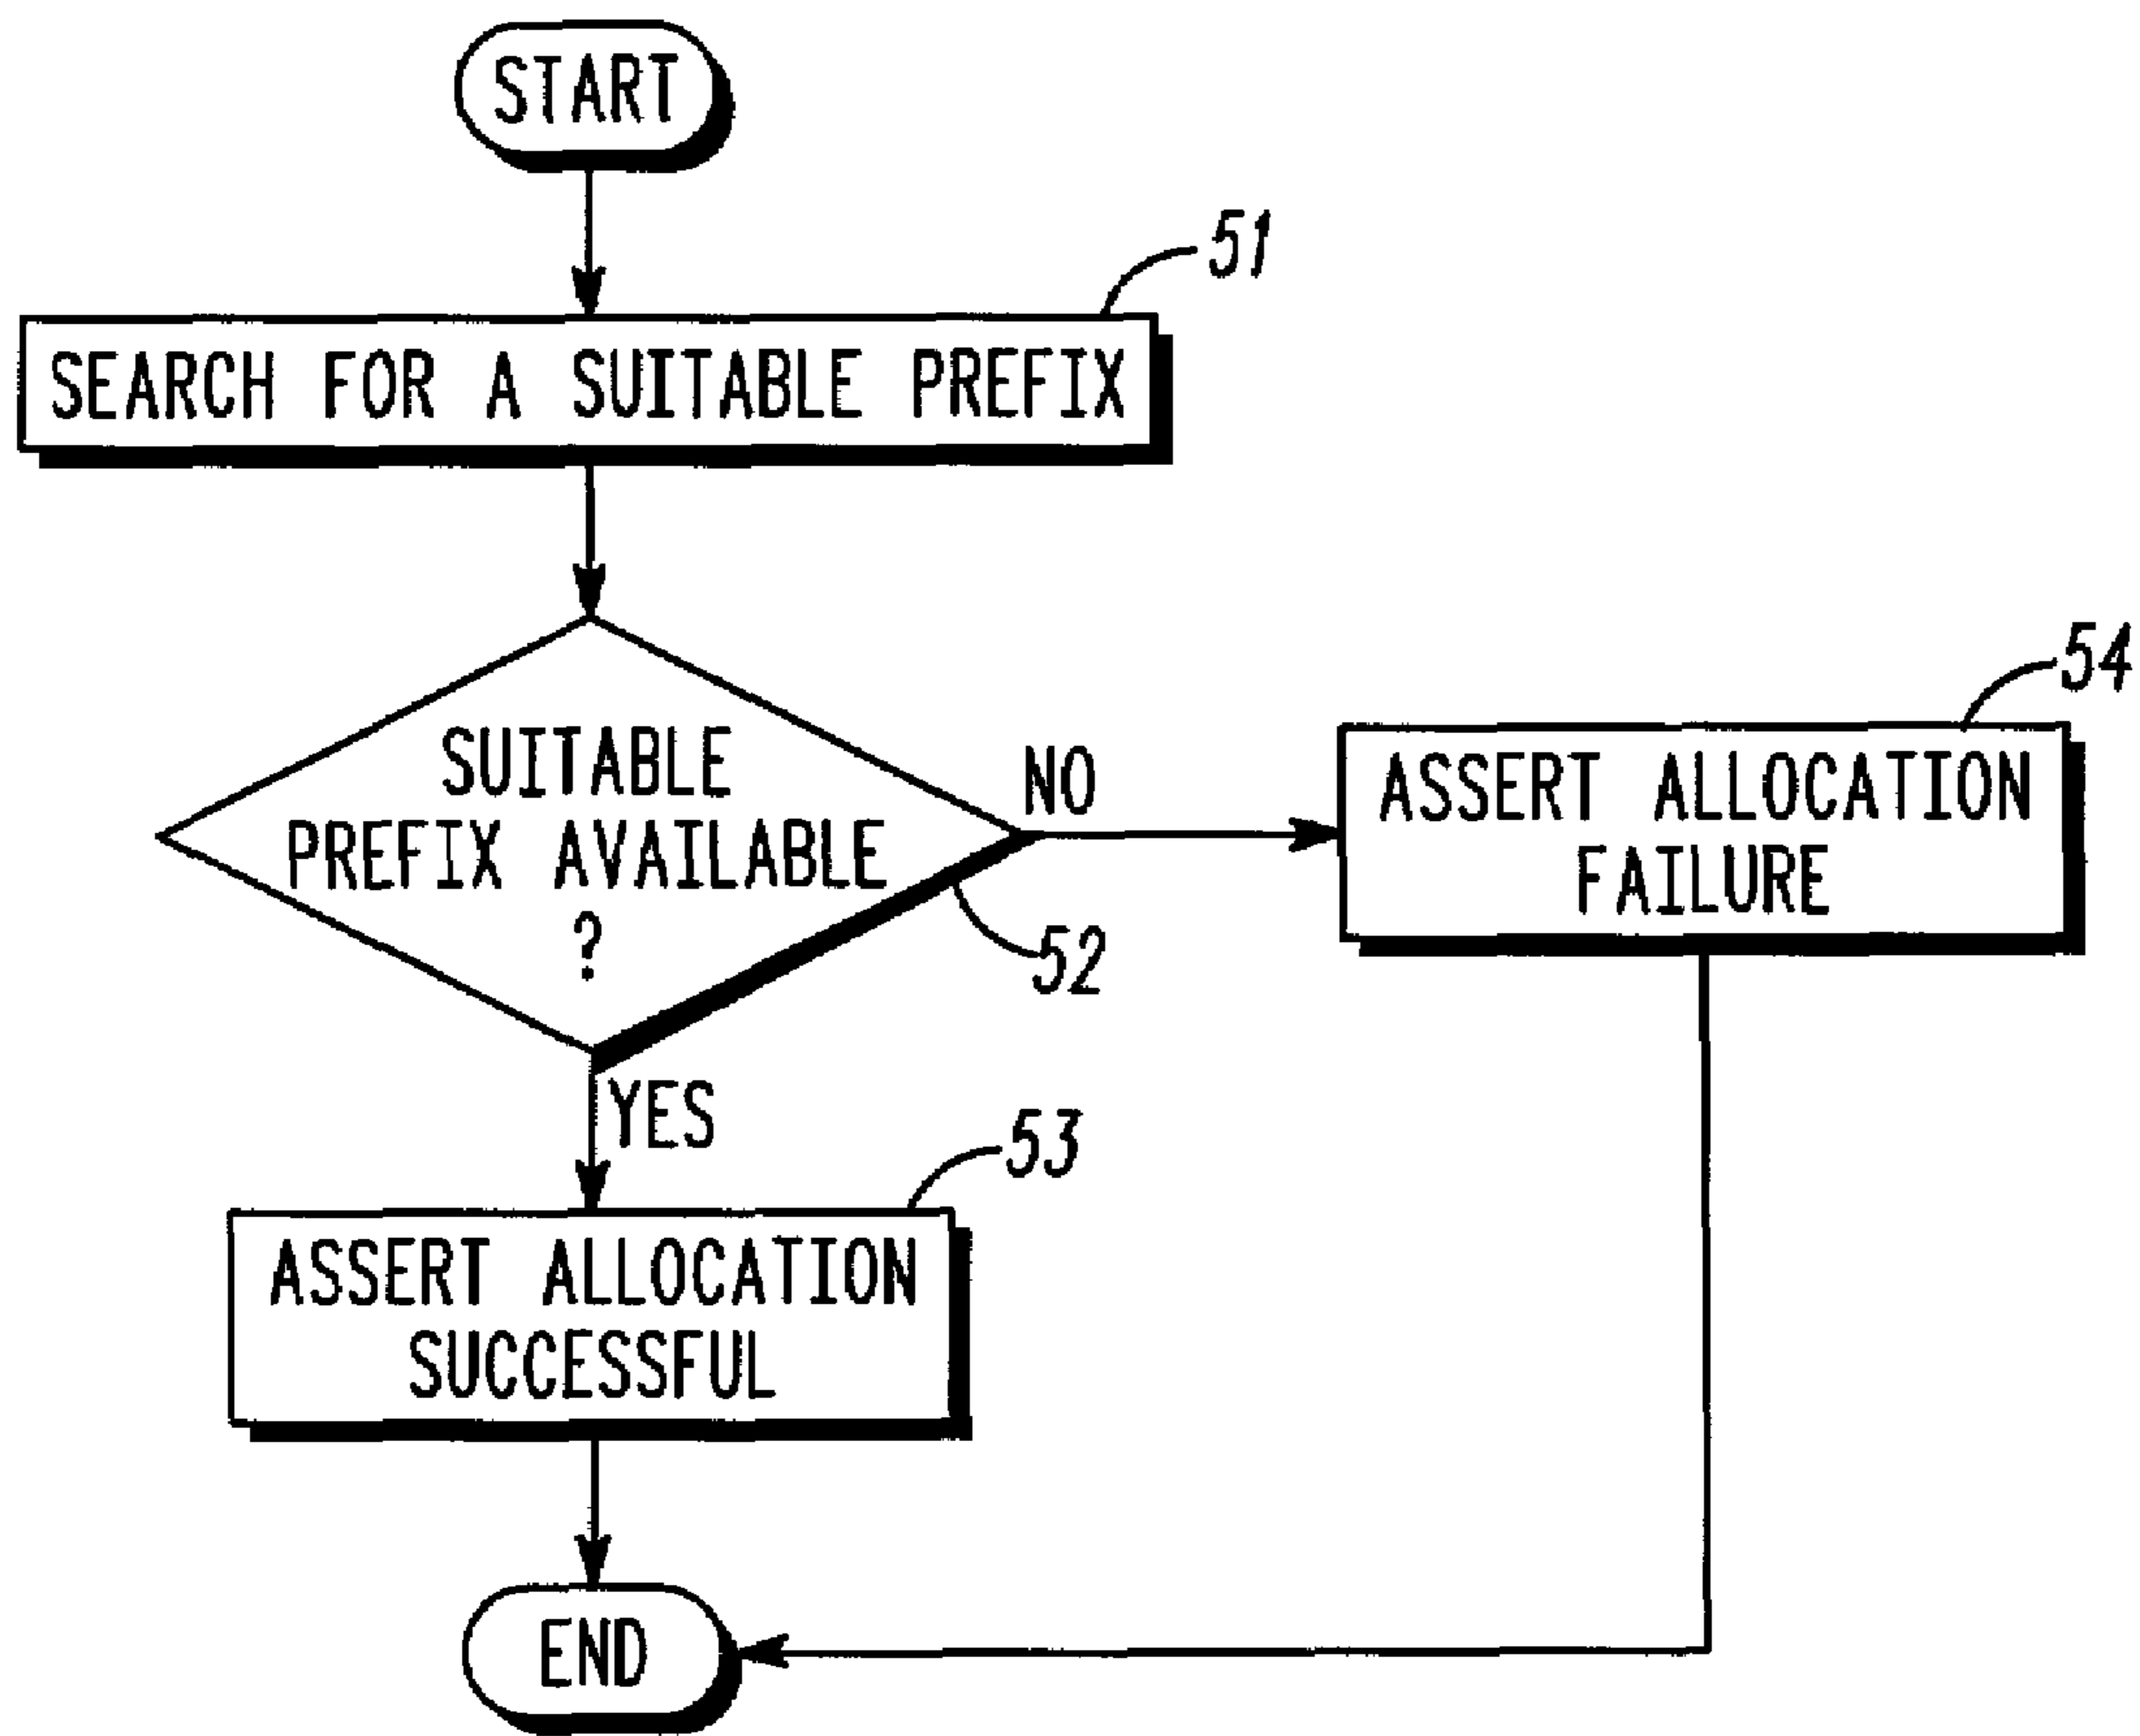 START
51
SEARCH FOR A SUITABLE PREFIX
SUITABLE
PREFIX AVAILABLE
?
52
NO
54
ASSERT ALLOCATION
FAILURE
YES
53
ASSERT ALLOCATION
SUCCESSFUL
END